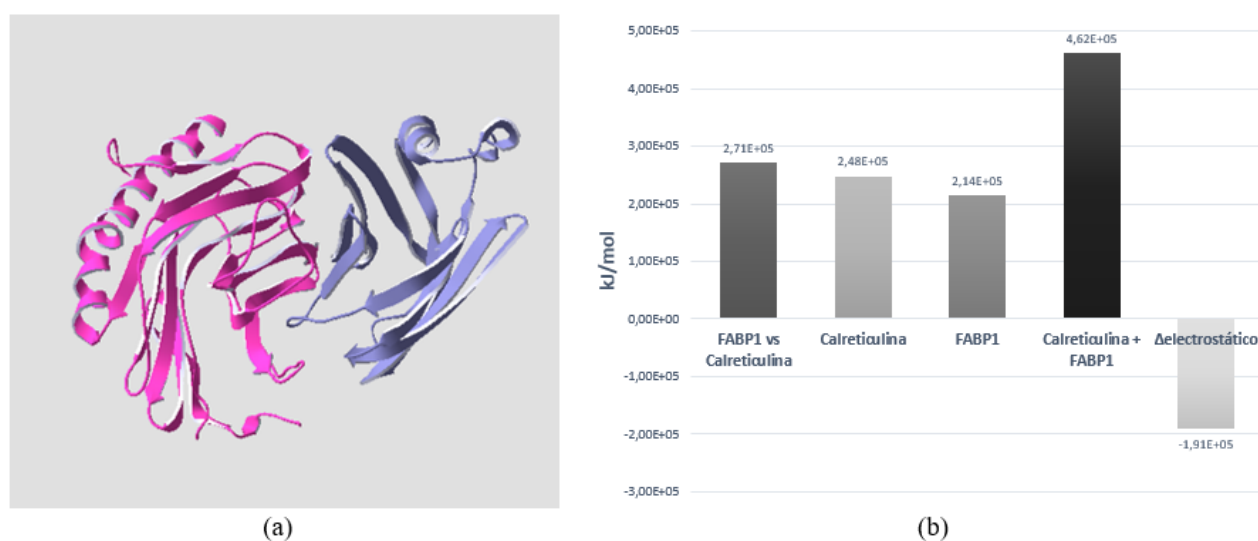 5,00E+05
4,00E+05
3,00E+05
2,00E+05
1,00E+05
0,00E+00
-1,00E+05
-2,00E+05
-3,00E+05
kJ/mol
2,71E+05
2,48E+05
2,14E+05
4,62E+05
-1,91E+05
FABP1 vs
Calreticulina
Calreticulina
FABP1
Calreticulina +
FABP1
Δelectrostático
(a)
(b)